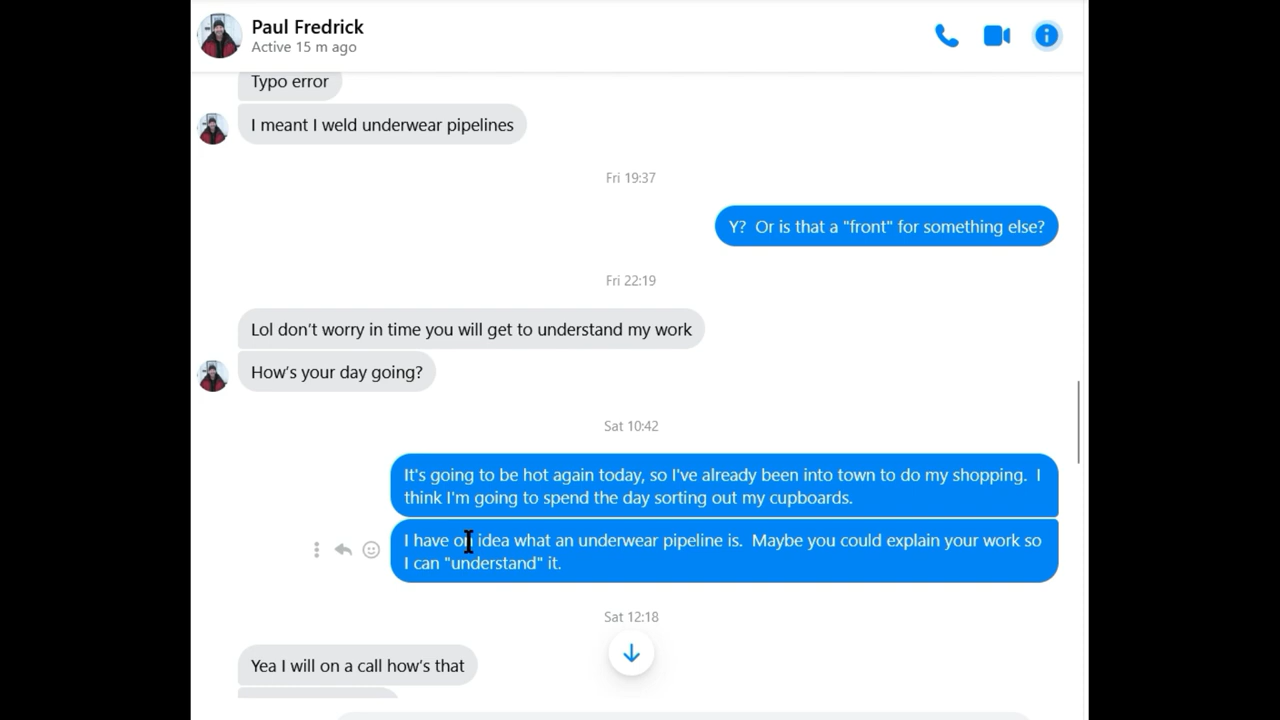 Paul Fredrick
Active 15 m ago
Typo error
I meant I weld underwear pipelines
Fri 19:37
Y?  Or is that a "front" for something else?
Fri 22:19
Lol don't worry in time you will get to understand my work
How's your day going?
Sat 10:42
It's going to be hot again today, so I've already been into town to do my shopping.  I
think I'm going to spend the day sorting out my cupboards.
I have on idea what an underwear pipeline is.  Maybe you could explain your work so
I can "understand" it.
Sat 12:18
Yea I will on a call how's that